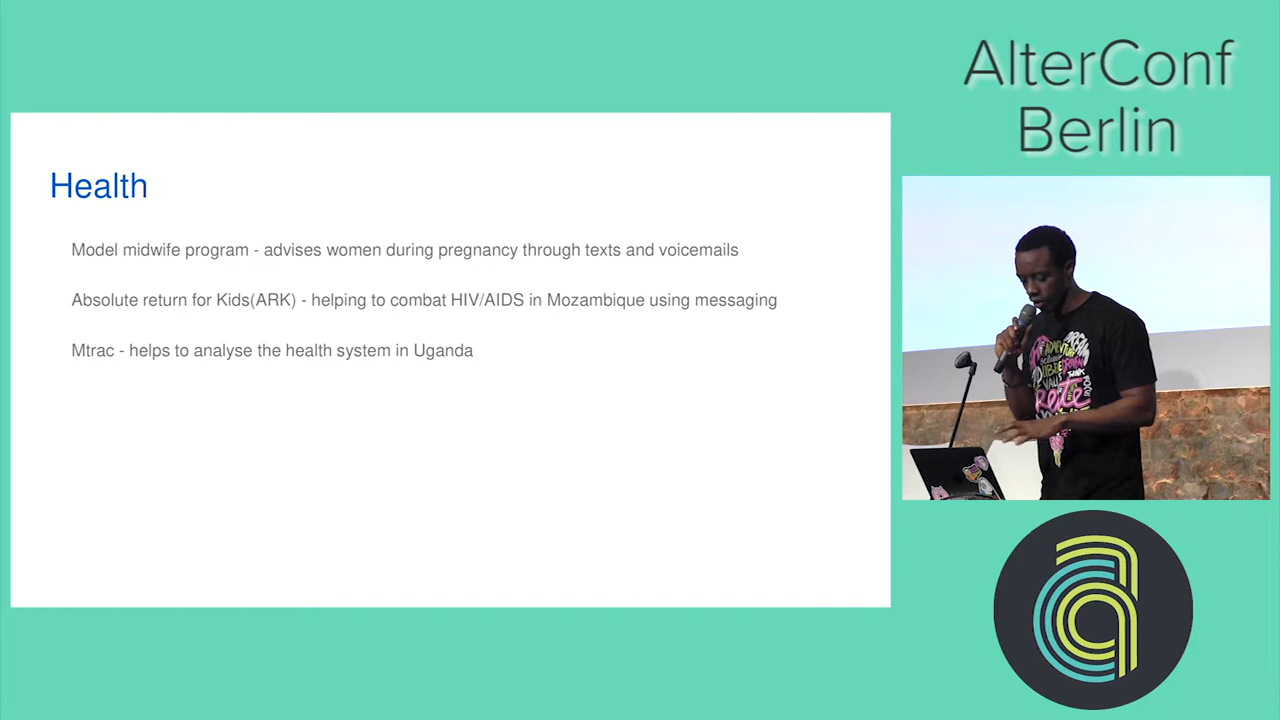 AlterConf
Berlin
Health
Model midwife program - advises women during pregnancy through texts and voicemails
Absolute return for Kids(ARK) - helping to combat HIV/AIDS in Mozambique using messaging
Mtrac - helps to analyse the health system in Uganda